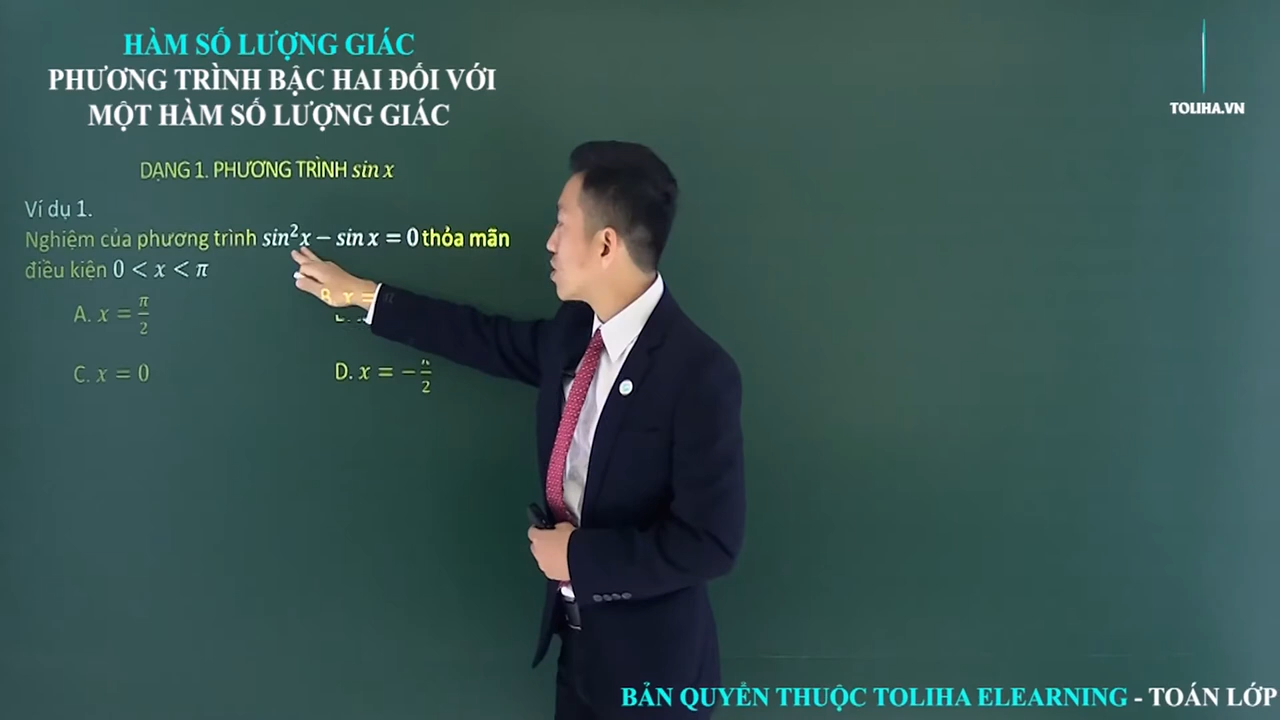 HÀM SỐ LƯỢNG GIÁC
PHƯƠNG TRÌNH BẬC HAI ĐỐI VỚI
MỘT HÀM SỐ LƯỢNG GIÁC
TOLIHA.VN
DẠNG 1. PHƯƠNG TRÌNH sin x
Ví dụ 1.
Nghiệm của phương trình sin²x − sin x = 0 thỏa mãn
điều kiện 0 < x < π
A. x = π/2
B. x = π
C. x = 0
D. x = −π/2
BẢN QUYỀN THUỘC TOLIHA ELEARNING - TOÁN LỚP